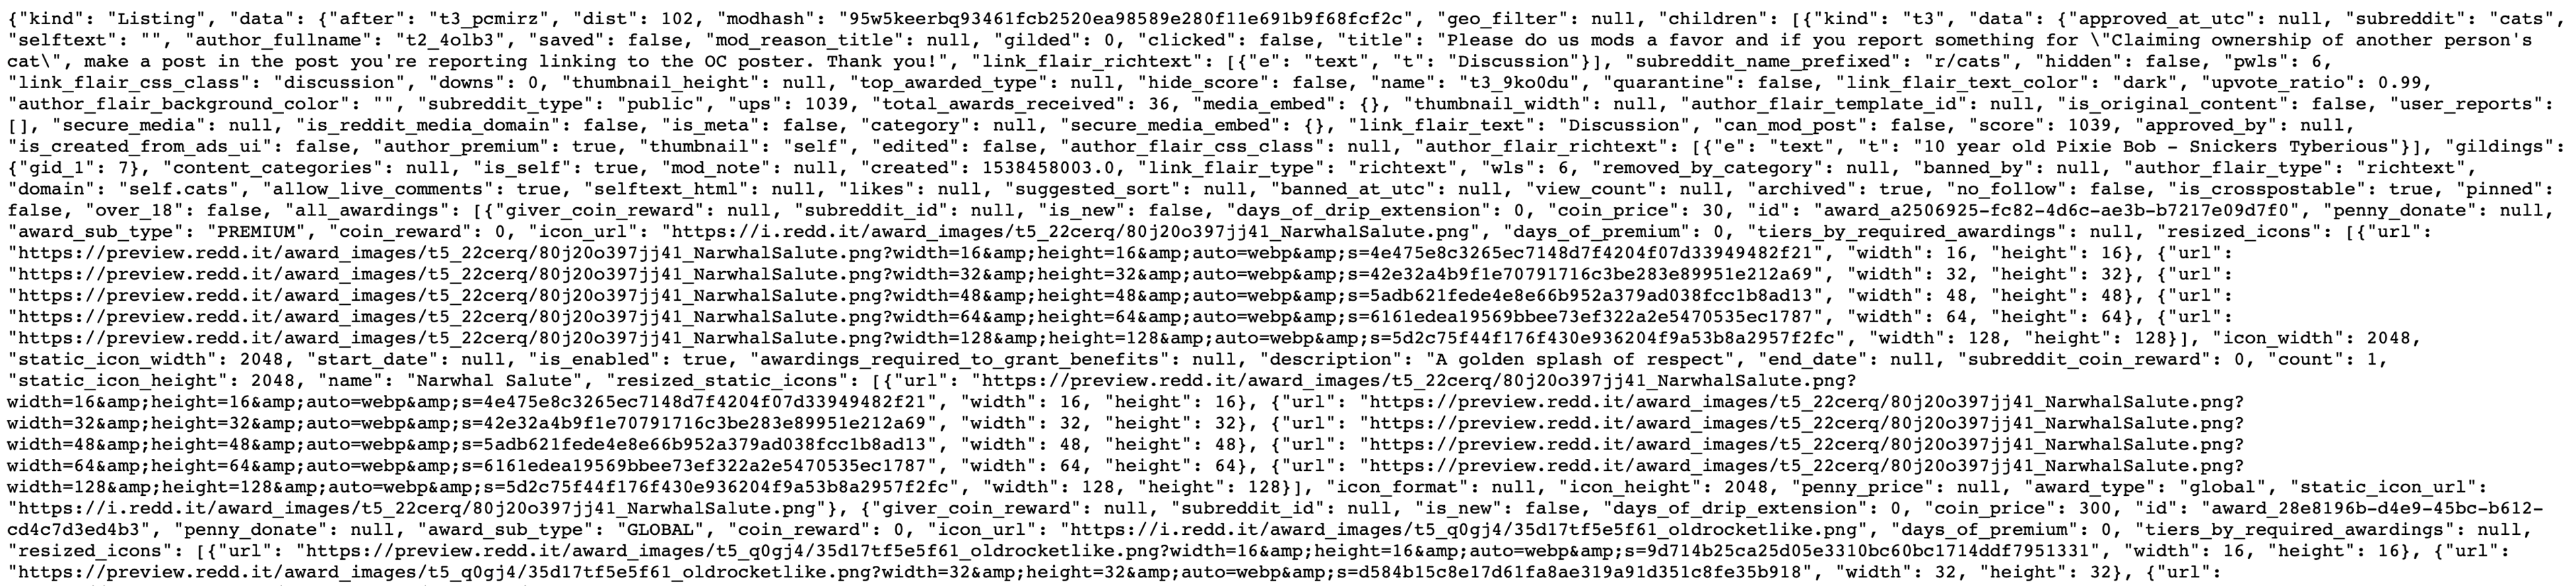 {"kind": "Listing", "data": {"after": "t3_pcmirz", "dist": 102, "modhash": "95w5keerbq93461fcb2520ea98589e280f11e691b9f68fcf2c", "geo_filter": null, "children": [{"kind": "t3", "data": {"approved_at_utc": null, "subreddit": "cats",
"selftext": "", "author_fullname": "t2_4olb3", "saved": false, "mod_reason_title": null, "gilded": 0, "clicked": false, "title": "Please do us mods a favor and if you report something for \"Claiming ownership of another person's
cat\", make a post in the post you're reporting linking to the OC poster. Thank you!", "link_flair_richtext": [{"e": "text", "t": "Discussion"}], "subreddit_name_prefixed": "r/cats", "hidden": false, "pwls": 6,
"link_flair_css_class": "discussion", "downs": 0, "thumbnail_height": null, "top_awarded_type": null, "hide_score": false, "name": "t3_9ko0du", "quarantine": false, "link_flair_text_color": "dark", "upvote_ratio": 0.99,
"author_flair_background_color": "", "subreddit_type": "public", "ups": 1039, "total_awards_received": 36, "media_embed": {}, "thumbnail_width": null, "author_flair_template_id": null, "is_original_content": false, "user_reports":
[], "secure_media": null, "is_reddit_media_domain": false, "is_meta": false, "category": null, "secure_media_embed": {}, "link_flair_text": "Discussion", "can_mod_post": false, "score": 1039, "approved_by": null,
"is_created_from_ads_ui": false, "author_premium": true, "thumbnail": "self", "edited": false, "author_flair_css_class": null, "author_flair_richtext": [{"e": "text", "t": "10 year old Pixie Bob - Snickers Tyberious"}], "gildings":
{"gid_1": 7}, "content_categories": null, "is_self": true, "mod_note": null, "created": 1538458003.0, "link_flair_type": "richtext", "wls": 6, "removed_by_category": null, "banned_by": null, "author_flair_type": "richtext",
"domain": "self.cats", "allow_live_comments": true, "selftext_html": null, "likes": null, "suggested_sort": null, "banned_at_utc": null, "view_count": null, "archived": true, "no_follow": false, "is_crosspostable": true, "pinned":
false, "over_18": false, "all_awardings": [{"giver_coin_reward": null, "subreddit_id": null, "is_new": false, "days_of_drip_extension": 0, "coin_price": 30, "id": "award_a2506925-fc82-4d6c-ae3b-b7217e09d7f0", "penny_donate": null,
"award_sub_type": "PREMIUM", "coin_reward": 0, "icon_url": "https://i.redd.it/award_images/t5_22cerq/80j20o397jj41_NarwhalSalute.png", "days_of_premium": 0, "tiers_by_required_awardings": null, "resized_icons": [{"url":
"https://preview.redd.it/award_images/t5_22cerq/80j20o397jj41_NarwhalSalute.png?width=16&amp;height=16&amp;auto=webp&amp;s=4e475e8c3265ec7148d7f4204f07d33949482f21", "width": 16, "height": 16}, {"url":
"https://preview.redd.it/award_images/t5_22cerq/80j20o397jj41_NarwhalSalute.png?width=32&amp;height=32&amp;auto=webp&amp;s=42e32a4b9f1e70791716c3be283e89951e212a69", "width": 32, "height": 32}, {"url":
"https://preview.redd.it/award_images/t5_22cerq/80j20o397jj41_NarwhalSalute.png?width=48&amp;height=48&amp;auto=webp&amp;s=5adb621fede4e8e66b952a379ad038fcc1b8ad13", "width": 48, "height": 48}, {"url":
"https://preview.redd.it/award_images/t5_22cerq/80j20o397jj41_NarwhalSalute.png?width=64&amp;height=64&amp;auto=webp&amp;s=6161edea19569bbee73ef322a2e5470535ec1787", "width": 64, "height": 64}, {"url":
"https://preview.redd.it/award_images/t5_22cerq/80j20o397jj41_NarwhalSalute.png?width=128&amp;height=128&amp;auto=webp&amp;s=5d2c75f44f176f430e936204f9a53b8a2957f2fc", "width": 128, "height": 128}], "icon_width": 2048,
"static_icon_width": 2048, "start_date": null, "is_enabled": true, "awardings_required_to_grant_benefits": null, "description": "A golden splash of respect", "end_date": null, "subreddit_coin_reward": 0, "count": 1,
"static_icon_height": 2048, "name": "Narwhal Salute", "resized_static_icons": [{"url": "https://preview.redd.it/award_images/t5_22cerq/80j20o397jj41_NarwhalSalute.png?
width=16&amp;height=16&amp;auto=webp&amp;s=4e475e8c3265ec7148d7f4204f07d33949482f21", "width": 16, "height": 16}, {"url": "https://preview.redd.it/award_images/t5_22cerq/80j20o397jj41_NarwhalSalute.png?
width=32&amp;height=32&amp;auto=webp&amp;s=42e32a4b9f1e70791716c3be283e89951e212a69", "width": 32, "height": 32}, {"url": "https://preview.redd.it/award_images/t5_22cerq/80j20o397jj41_NarwhalSalute.png?
width=48&amp;height=48&amp;auto=webp&amp;s=5adb621fede4e8e66b952a379ad038fcc1b8ad13", "width": 48, "height": 48}, {"url": "https://preview.redd.it/award_images/t5_22cerq/80j20o397jj41_NarwhalSalute.png?
width=64&amp;height=64&amp;auto=webp&amp;s=6161edea19569bbee73ef322a2e5470535ec1787", "width": 64, "height": 64}, {"url": "https://preview.redd.it/award_images/t5_22cerq/80j20o397jj41_NarwhalSalute.png?
width=128&amp;height=128&amp;auto=webp&amp;s=5d2c75f44f176f430e936204f9a53b8a2957f2fc", "width": 128, "height": 128}], "icon_format": null, "icon_height": 2048, "penny_price": null, "award_type": "global", "static_icon_url":
"https://i.redd.it/award_images/t5_22cerq/80j20o397jj41_NarwhalSalute.png"}, {"giver_coin_reward": null, "subreddit_id": null, "is_new": false, "days_of_drip_extension": 0, "coin_price": 300, "id": "award_28e8196b-d4e9-45bc-b612-
cd4c7d3ed4b3", "penny_donate": null, "award_sub_type": "GLOBAL", "coin_reward": 0, "icon_url": "https://i.redd.it/award_images/t5_q0gj4/35d17tf5e5f61_oldrocketlike.png", "days_of_premium": 0, "tiers_by_required_awardings": null,
"resized_icons": [{"url": "https://preview.redd.it/award_images/t5_q0gj4/35d17tf5e5f61_oldrocketlike.png?width=16&amp;height=16&amp;auto=webp&amp;s=9d714b25ca25d05e3310bc60bc1714ddf7951331", "width": 16, "height": 16}, {"url":
"https://preview.redd.it/award_images/t5_q0gj4/35d17tf5e5f61_oldrocketlike.png?width=32&amp;height=32&amp;auto=webp&amp;s=d584b15c8e17d61fa8ae319a91d351c8fe35b918", "width": 32, "height": 32}, {"url":